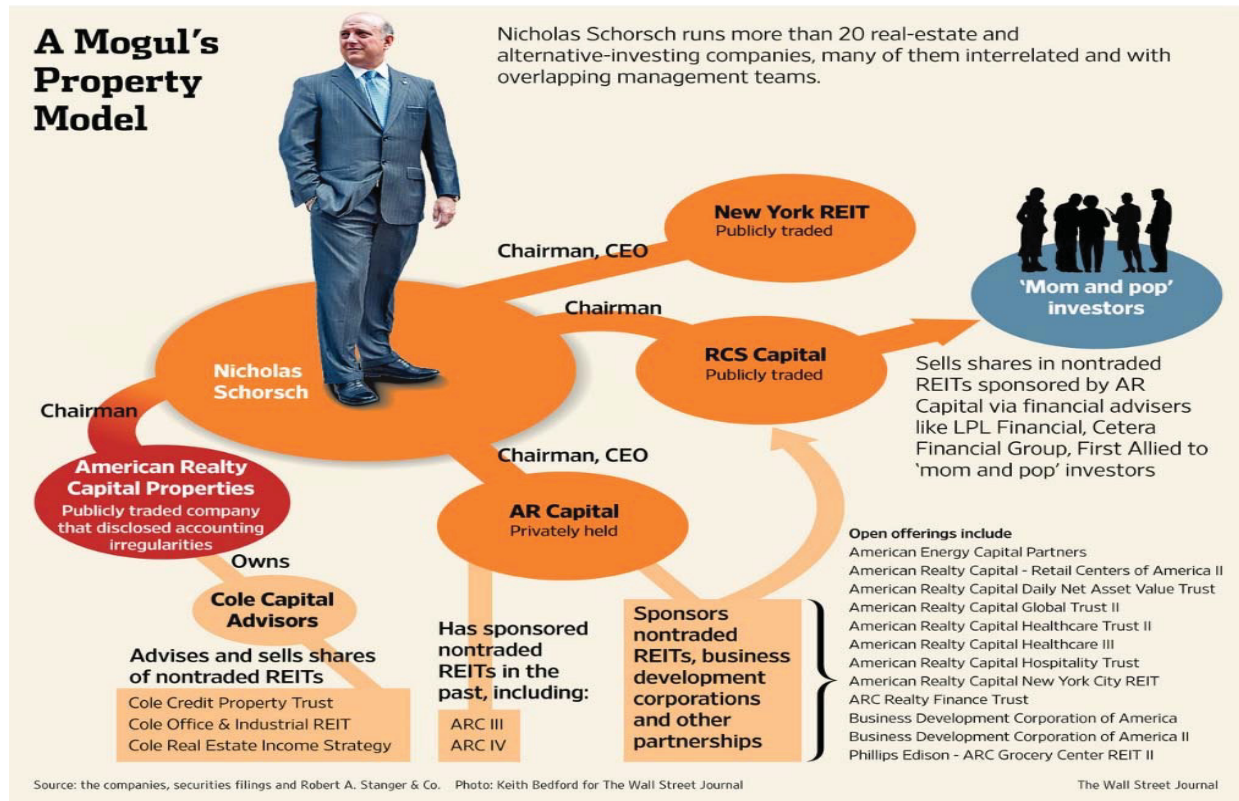 A Mogul's
Property
Model
Nicholas Schorsch runs more than 20 real-estate and
alternative-investing companies, many of them interrelated and with
overlapping management teams.
New York REIT
Publicly traded
Chairman, CEO
'Mom and pop'
investors
Chairman
RCS Capital
Publicly traded
Nicholas
Schorsch
Sells shares in nontraded
REITs sponsored by AR
Capital via financial advisers
like LPL Financial, Cetera
Financial Group, First Allied to
'mom and pop' investors
Chairman
American Realty
Capital Properties
Publicly traded company
that disclosed accounting
irregularities
Chairman, CEO
AR Capital
Privately held
Owns
Cole Capital
Advisors
Advises and sells shares
of nontraded REITs
Cole Credit Property Trust
Cole Office & Industrial REIT
Cole Real Estate Income Strategy
Has sponsored
nontraded
REITs in the
past, including:
ARC III
ARC IV
Sponsors
nontraded
REITs, business
development
corporations
and other
partnerships
Open offerings include
American Energy Capital Partners
American Realty Capital - Retail Centers of America II
American Realty Capital Daily Net Asset Value Trust
American Realty Capital Global Trust II
American Realty Capital Healthcare Trust II
American Realty Capital Healthcare III
American Realty Capital Hospitality Trust
American Realty Capital New York City REIT
ARC Realty Finance Trust
Business Development Corporation of America
Business Development Corporation of America II
Phillips Edison - ARC Grocery Center REIT II
Source: the companies, securities filings and Robert A. Stanger & Co. Photo: Keith Bedford for The Wall Street Journal
The Wall Street Journal